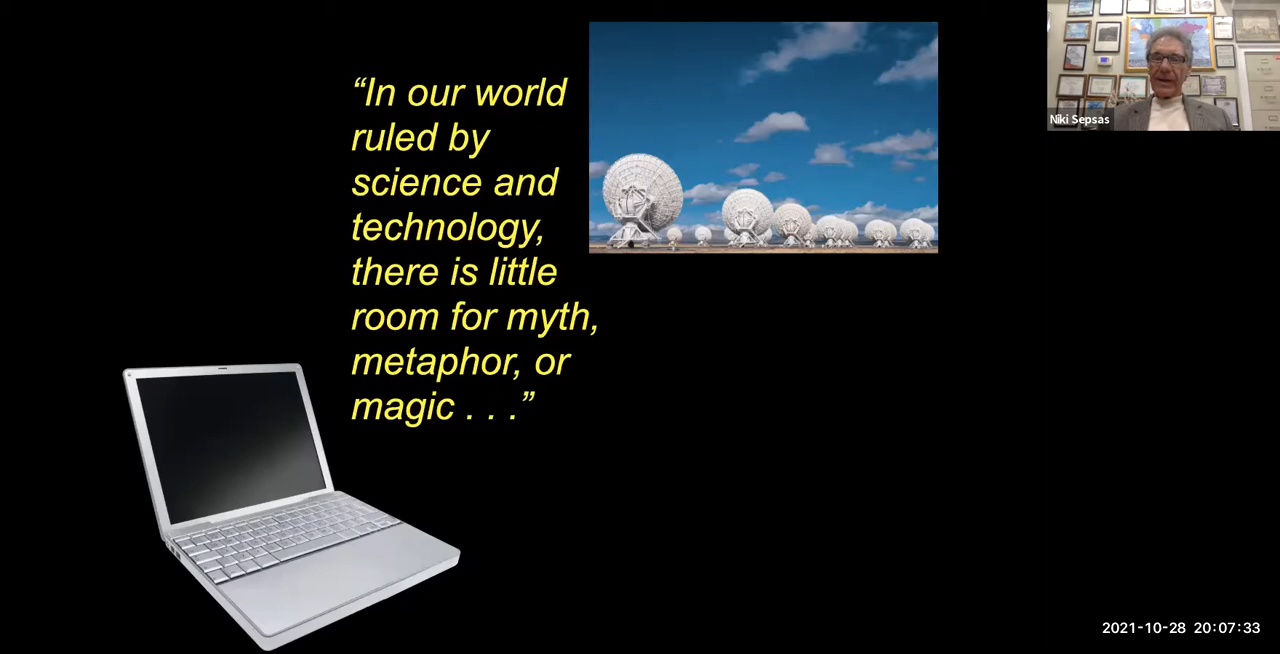 “In our world
ruled by
science and
technology,
there is little
room for myth,
metaphor, or
magic . . .”
Niki Sepsas
2021-10-28 20:07:33